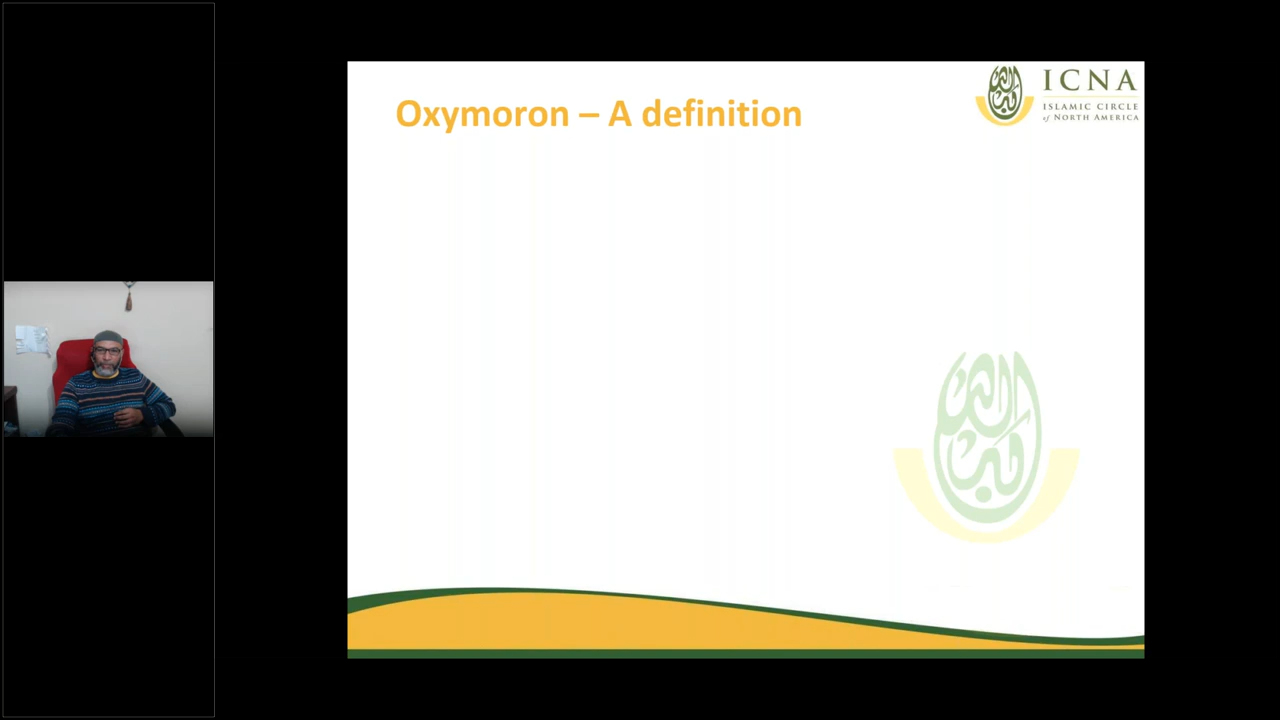 Oxymoron – A definition
ICNA
ISLAMIC CIRCLE
of NORTH AMERICA